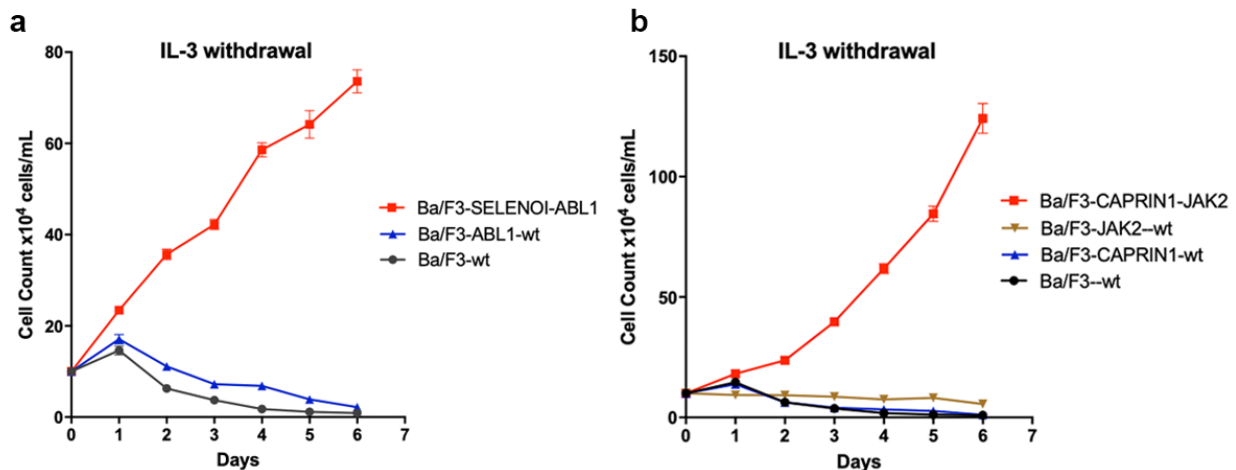 a
IL-3 withdrawal
80
60
40
20
0
Cell Count x10⁴ cells/mL
0 1 2 3 4 5 6 7
Days
Ba/F3-SELENOI-ABL1
Ba/F3-ABL1-wt
Ba/F3-wt
b
IL-3 withdrawal
150
100
50
0
Cell Count x10⁴ cells/mL
0 1 2 3 4 5 6 7
Days
Ba/F3-CAPRIN1-JAK2
Ba/F3-JAK2--wt
Ba/F3-CAPRIN1-wt
Ba/F3--wt